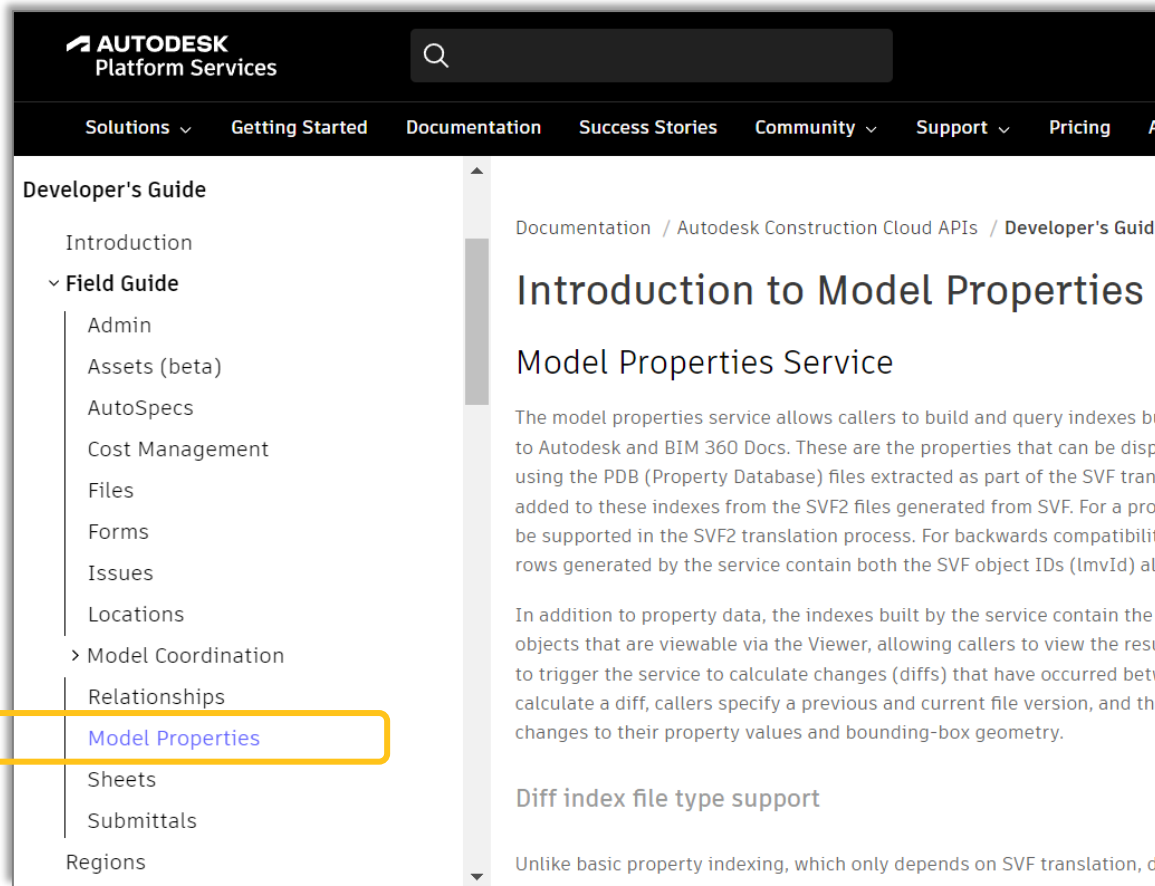 AUTODESK
Platform Services
Solutions Getting Started Documentation Success Stories Community Support Pricing
Developer's Guide
Introduction
Field Guide
Admin
Assets (beta)
AutoSpecs
Cost Management
Files
Forms
Issues
Locations
Model Coordination
Relationships
Model Properties
Sheets
Submittals
Regions
Documentation / Autodesk Construction Cloud APIs / Developer's Guid
Introduction to Model Properties
Model Properties Service
The model properties service allows callers to build and query indexes
to Autodesk and BIM 360 Docs. These are the properties that can be disp
using the PDB (Property Database) files extracted as part of the SVF tran
added to these indexes from the SVF2 files generated from SVF. For a pro
be supported in the SVF2 translation process. For backwards compatibilit
rows generated by the service contain both the SVF object IDs (lmvId) al
In addition to property data, the indexes built by the service contain the
objects that are viewable via the Viewer, allowing callers to view the resu
to trigger the service to calculate changes (diffs) that have occurred bet
calculate a diff, callers specify a previous and current file version, and th
changes to their property values and bounding-box geometry.
Diff index file type support
Unlike basic property indexing, which only depends on SVF translation, d